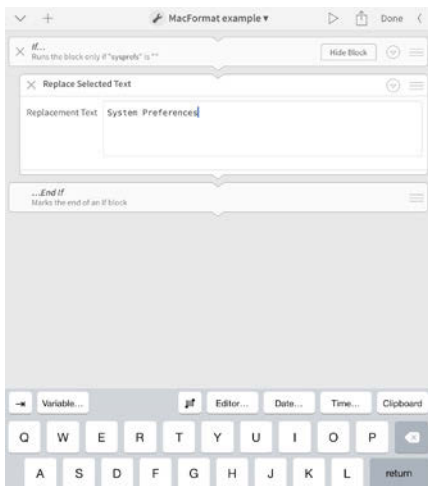 MacFormat example ▾
Done
If...
Runs the block only if "sysprefs" is ""
Hide Block
Replace Selected Text
Replacement Text System Preferences
...End If
Marks the end of an If block
Variable... Editor... Date... Time... Clipboard
Q W E R T Y U I O P
A S D F G H J K L return